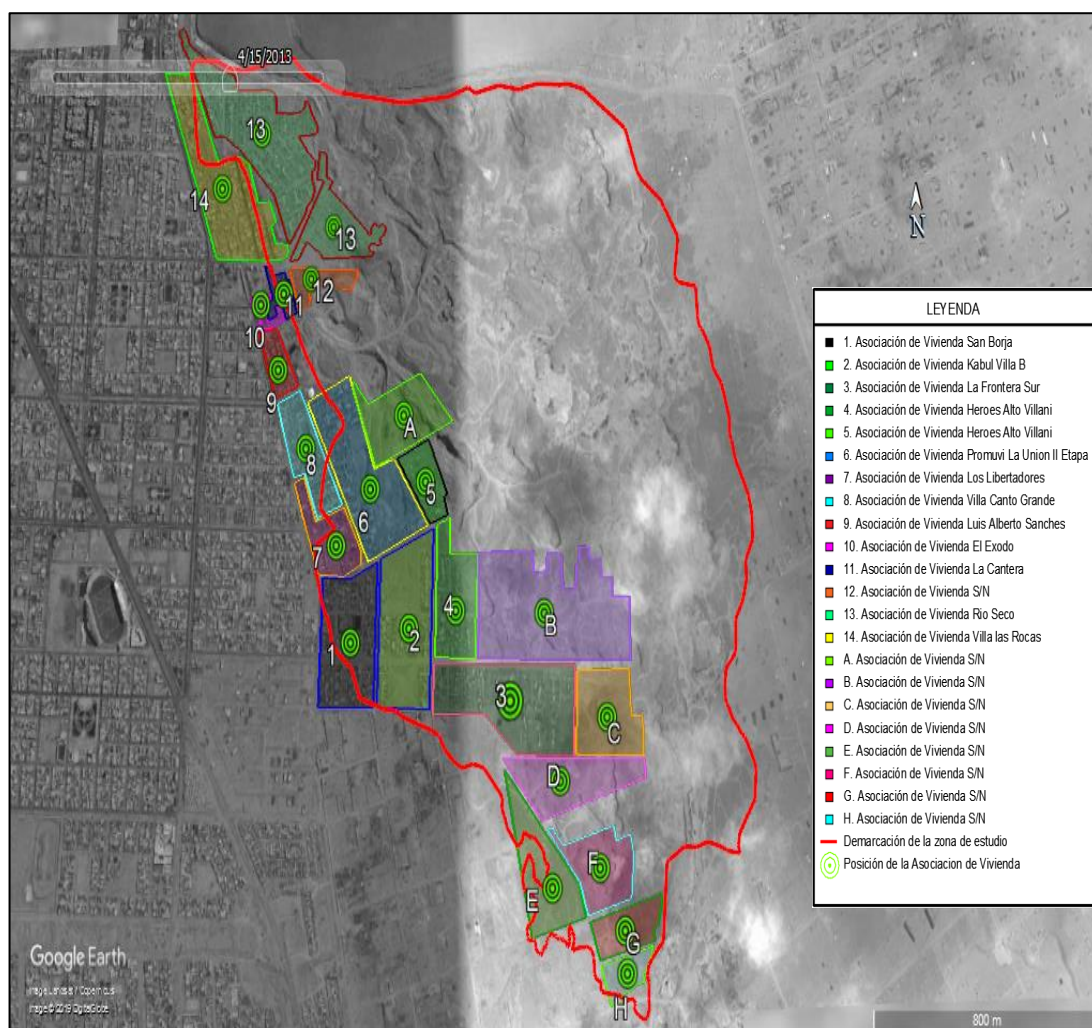 4/15/2013
13
14
13
12
11
10
9
A
8
5
6
7
4
B
2
1
3
C
D
F
E
G
H
N
LEYENDA
1. Asociación de Vivienda San Borja
2. Asociación de Vivienda Kabul Villa B
3. Asociación de Vivienda La Frontera Sur
4. Asociación de Vivienda Heroes Alto Villani
5. Asociación de Vivienda Heroes Alto Villani
6. Asociación de Vivienda Promuvi La Union II Etapa
7. Asociación de Vivienda Los Libertadores
8. Asociación de Vivienda Villa Canto Grande
9. Asociación de Vivienda Luis Alberto Sanches
10. Asociación de Vivienda El Exodo
11. Asociación de Vivienda La Cantera
12. Asociación de Vivienda S/N
13. Asociación de Vivienda Rio Seco
14. Asociación de Vivienda Villa las Rocas
A. Asociación de Vivienda S/N
B. Asociación de Vivienda S/N
C. Asociación de Vivienda S/N
D. Asociación de Vivienda S/N
E. Asociación de Vivienda S/N
F. Asociación de Vivienda S/N
G. Asociación de Vivienda S/N
H. Asociación de Vivienda S/N
Demarcación de la zona de estudio
Posición de la Asociacion de Vivienda
Google Earth
Image Landsat / Copernicus
Image © 2019 DigitalGlobe
800 m